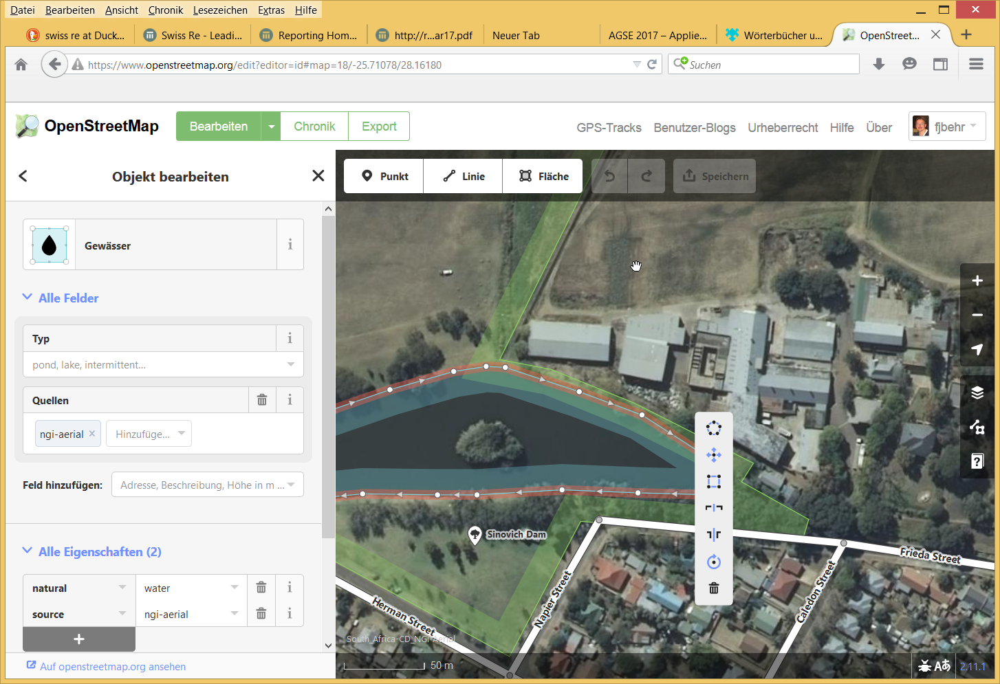 Datei Bearbeiten Ansicht Chronik Lesezeichen Extras Hilfe
swiss re at Duck... Swiss Re - Leadi... Reporting Hom... http://r...ar17.pdf Neuer Tab AGSE 2017 – Applie... Wörterbücher u... OpenStreet...
https://www.openstreetmap.org/edit?editor=id#map=18/-25.71078/28.16180 Suchen
OpenStreetMap Bearbeiten Chronik Export GPS-Tracks Benutzer-Blogs Urheberrecht Hilfe Über fjbehr
Objekt bearbeiten
Punkt Linie Fläche Speichern
Gewässer i
Alle Felder
Typ i
pond, lake, intermittent...
Quellen i
ngi-aerial × Hinzufüge...
Feld hinzufügen: Adresse, Beschreibung, Höhe in m ...
Alle Eigenschaften (2)
natural water i
source ngi-aerial i
+
Auf openstreetmap.org ansehen
Sinovich Dam
Frieda Street
Napier Street
Caledon Street
Herman Street
South_Africa-CD_NGI-Aerial
50 m
Aあ 2.11.1